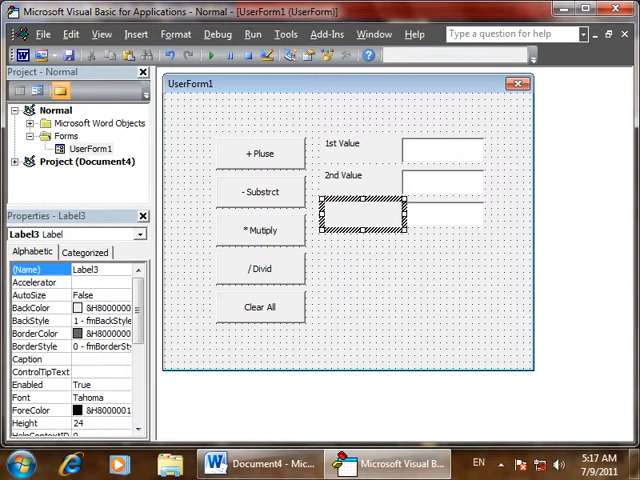 Microsoft Visual Basic for Applications - Normal - [UserForm1 (UserForm)]
File Edit View Insert Format Debug Run Tools Add-Ins Window Help Type a question for help
Project - Normal
Normal
Microsoft Word Objects
Forms
UserForm1
Project (Document4)
Properties - Label3
Label3 Label
Alphabetic Categorized
(Name) Label3
Accelerator
AutoSize False
BackColor &H8000000
BackStyle 1 - fmBackStyle
BorderColor &H8000000
BorderStyle 0 - fmBorderSty
Caption
ControlTipText
Enabled True
Font Tahoma
ForeColor &H8000001
Height 24
HelpContextID 0
UserForm1
+ Pluse
- Substrct
* Mutiply
/ Divid
Clear All
1st Value
2nd Value
Document4 - Mic...
Microsoft Visual B...
EN
5:17 AM
7/9/2011